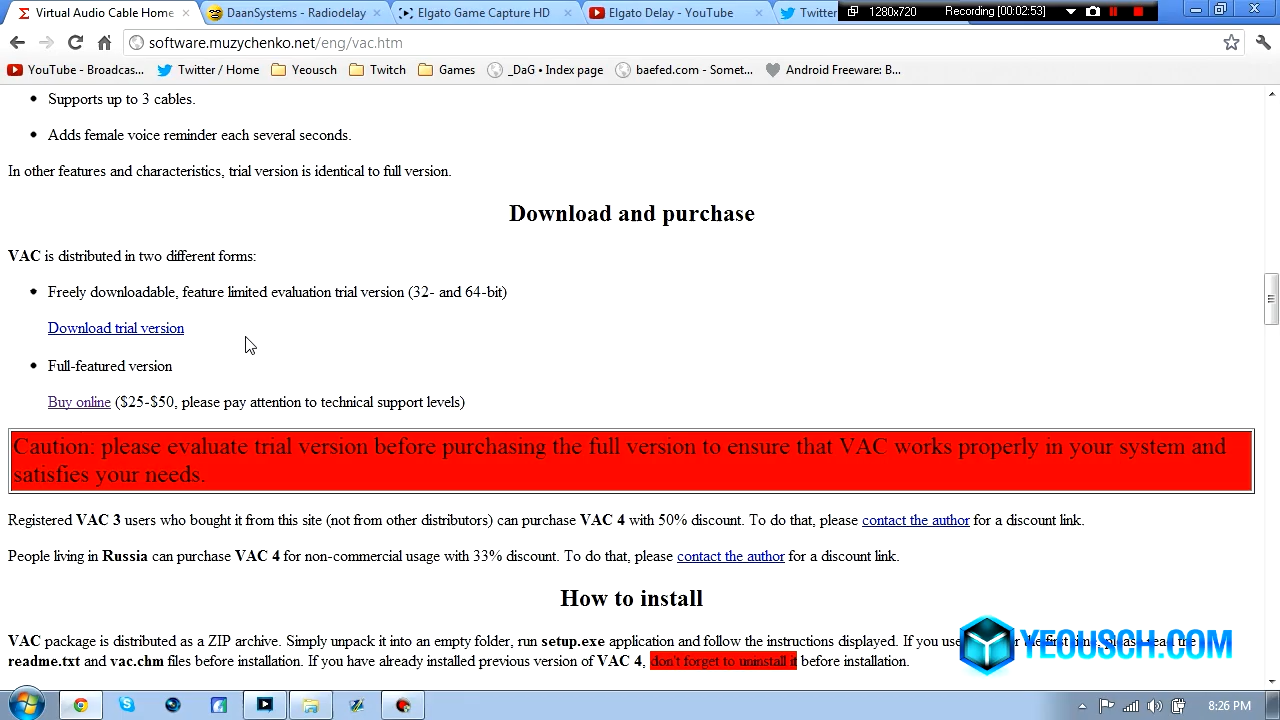 Virtual Audio Cable Home
DaanSystems - Radiodelay
Elgato Game Capture HD
Elgato Delay - YouTube
Twitter
1280x720
Recording [00:02:53]
software.muzychenko.net/eng/vac.htm
YouTube - Broadcas...
Twitter / Home
Yeousch
Twitch
Games
_DaG • Index page
baefed.com - Somet...
Android Freeware: B...
• Supports up to 3 cables.
• Adds female voice reminder each several seconds.
In other features and characteristics, trial version is identical to full version.
Download and purchase
VAC is distributed in two different forms:
• Freely downloadable, feature limited evaluation trial version (32- and 64-bit)
Download trial version
• Full-featured version
Buy online ($25-$50, please pay attention to technical support levels)
Caution: please evaluate trial version before purchasing the full version to ensure that VAC works properly in your system and
satisfies your needs.
Registered VAC 3 users who bought it from this site (not from other distributors) can purchase VAC 4 with 50% discount. To do that, please contact the author for a discount link.
People living in Russia can purchase VAC 4 for non-commercial usage with 33% discount. To do that, please contact the author for a discount link.
How to install
VAC package is distributed as a ZIP archive. Simply unpack it into an empty folder, run setup.exe application and follow the instructions displayed. If you use the first time, please read the
readme.txt and vac.chm files before installation. If you have already installed previous version of VAC 4, don't forget to uninstall it before installation.
YEOUSCH.COM
8:26 PM